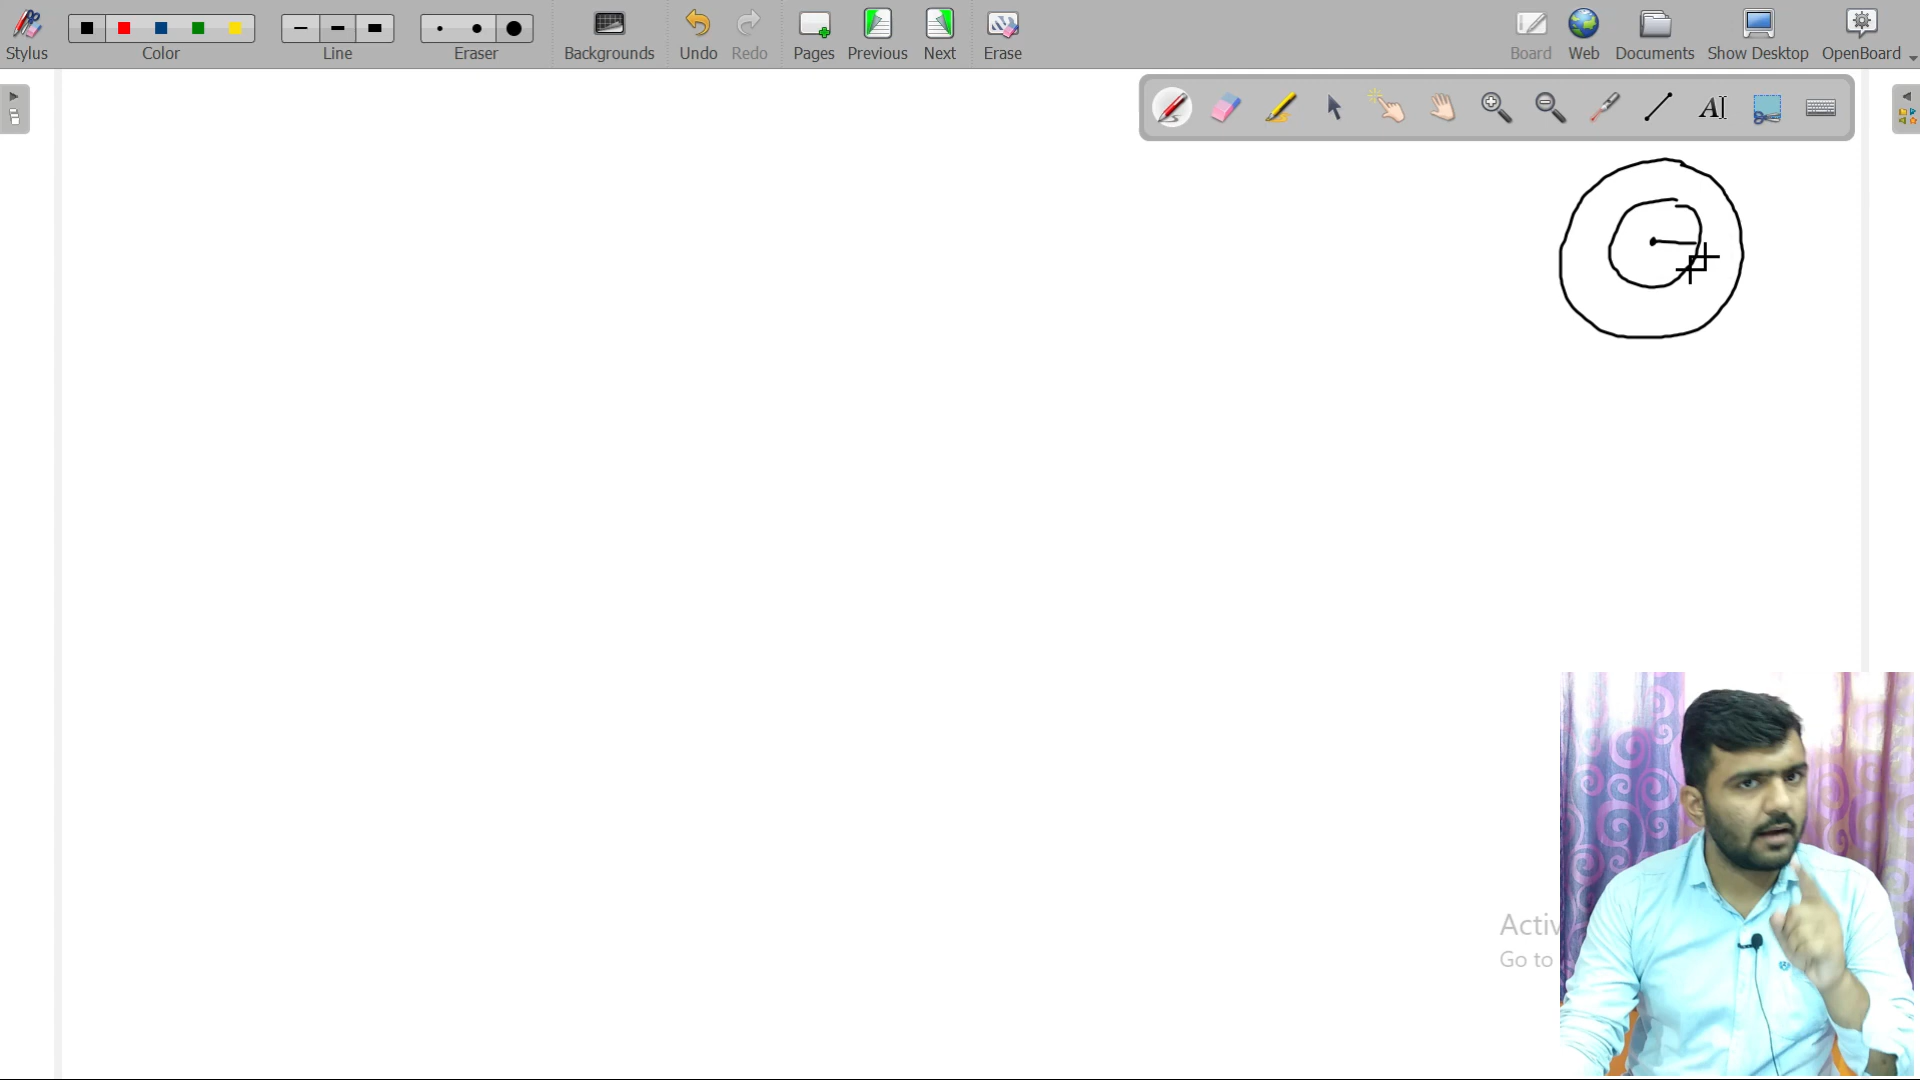 Stylus
Color
Line
Eraser
Backgrounds
Undo
Redo
Pages
Previous
Next
Erase
Board
Web
Documents
Show Desktop
OpenBoard
AI
Activ
Go to